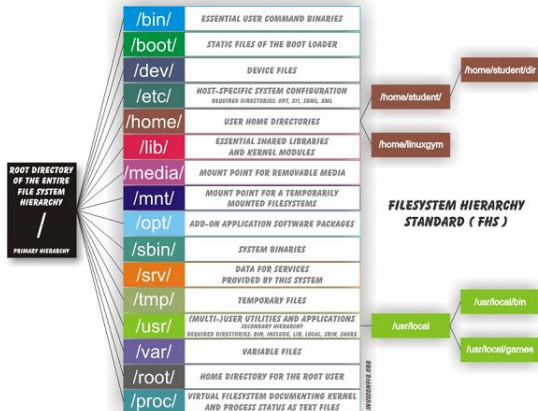 ROOT DIRECTORY
OF THE ENTIRE
FILE SYSTEM
HIERARCHY
/
PRIMARY HIERARCHY
/bin/
ESSENTIAL USER COMMAND BINARIES
/boot/
STATIC FILES OF THE BOOT LOADER
/dev/
DEVICE FILES
/etc/
HOST-SPECIFIC SYSTEM CONFIGURATION
REQUIRED DIRECTORIES: OPT, X11, SGML, XML
/home/
USER HOME DIRECTORIES
/lib/
ESSENTIAL SHARED LIBRARIES
AND KERNEL MODULES
/media/
MOUNT POINT FOR REMOVABLE MEDIA
/mnt/
MOUNT POINT FOR A TEMPORARILY
MOUNTED FILESYSTEMS
/opt/
ADD-ON APPLICATION SOFTWARE PACKAGES
/sbin/
SYSTEM BINARIES
/srv/
DATA FOR SERVICES
PROVIDED BY THIS SYSTEM
/tmp/
TEMPORARY FILES
/usr/
(MULTI-)USER UTILITIES AND APPLICATIONS
SECONDARY HIERARCHY
REQUIRED DIRECTORIES: BIN, INCLUDE, LIB, LOCAL, SBIN, SHARE
/var/
VARIABLE FILES
/root/
HOME DIRECTORY FOR THE ROOT USER
/proc/
VIRTUAL FILESYSTEM DOCUMENTING KERNEL
AND PROCESS STATUS AS TEXT FILES
/home/student/
/home/student/dir
/home/linuxgym
FILESYSTEM HIERARCHY
STANDARD ( FHS )
/usr/local
/usr/local/bin
/usr/local/games
LINUXCONFIG.ORG